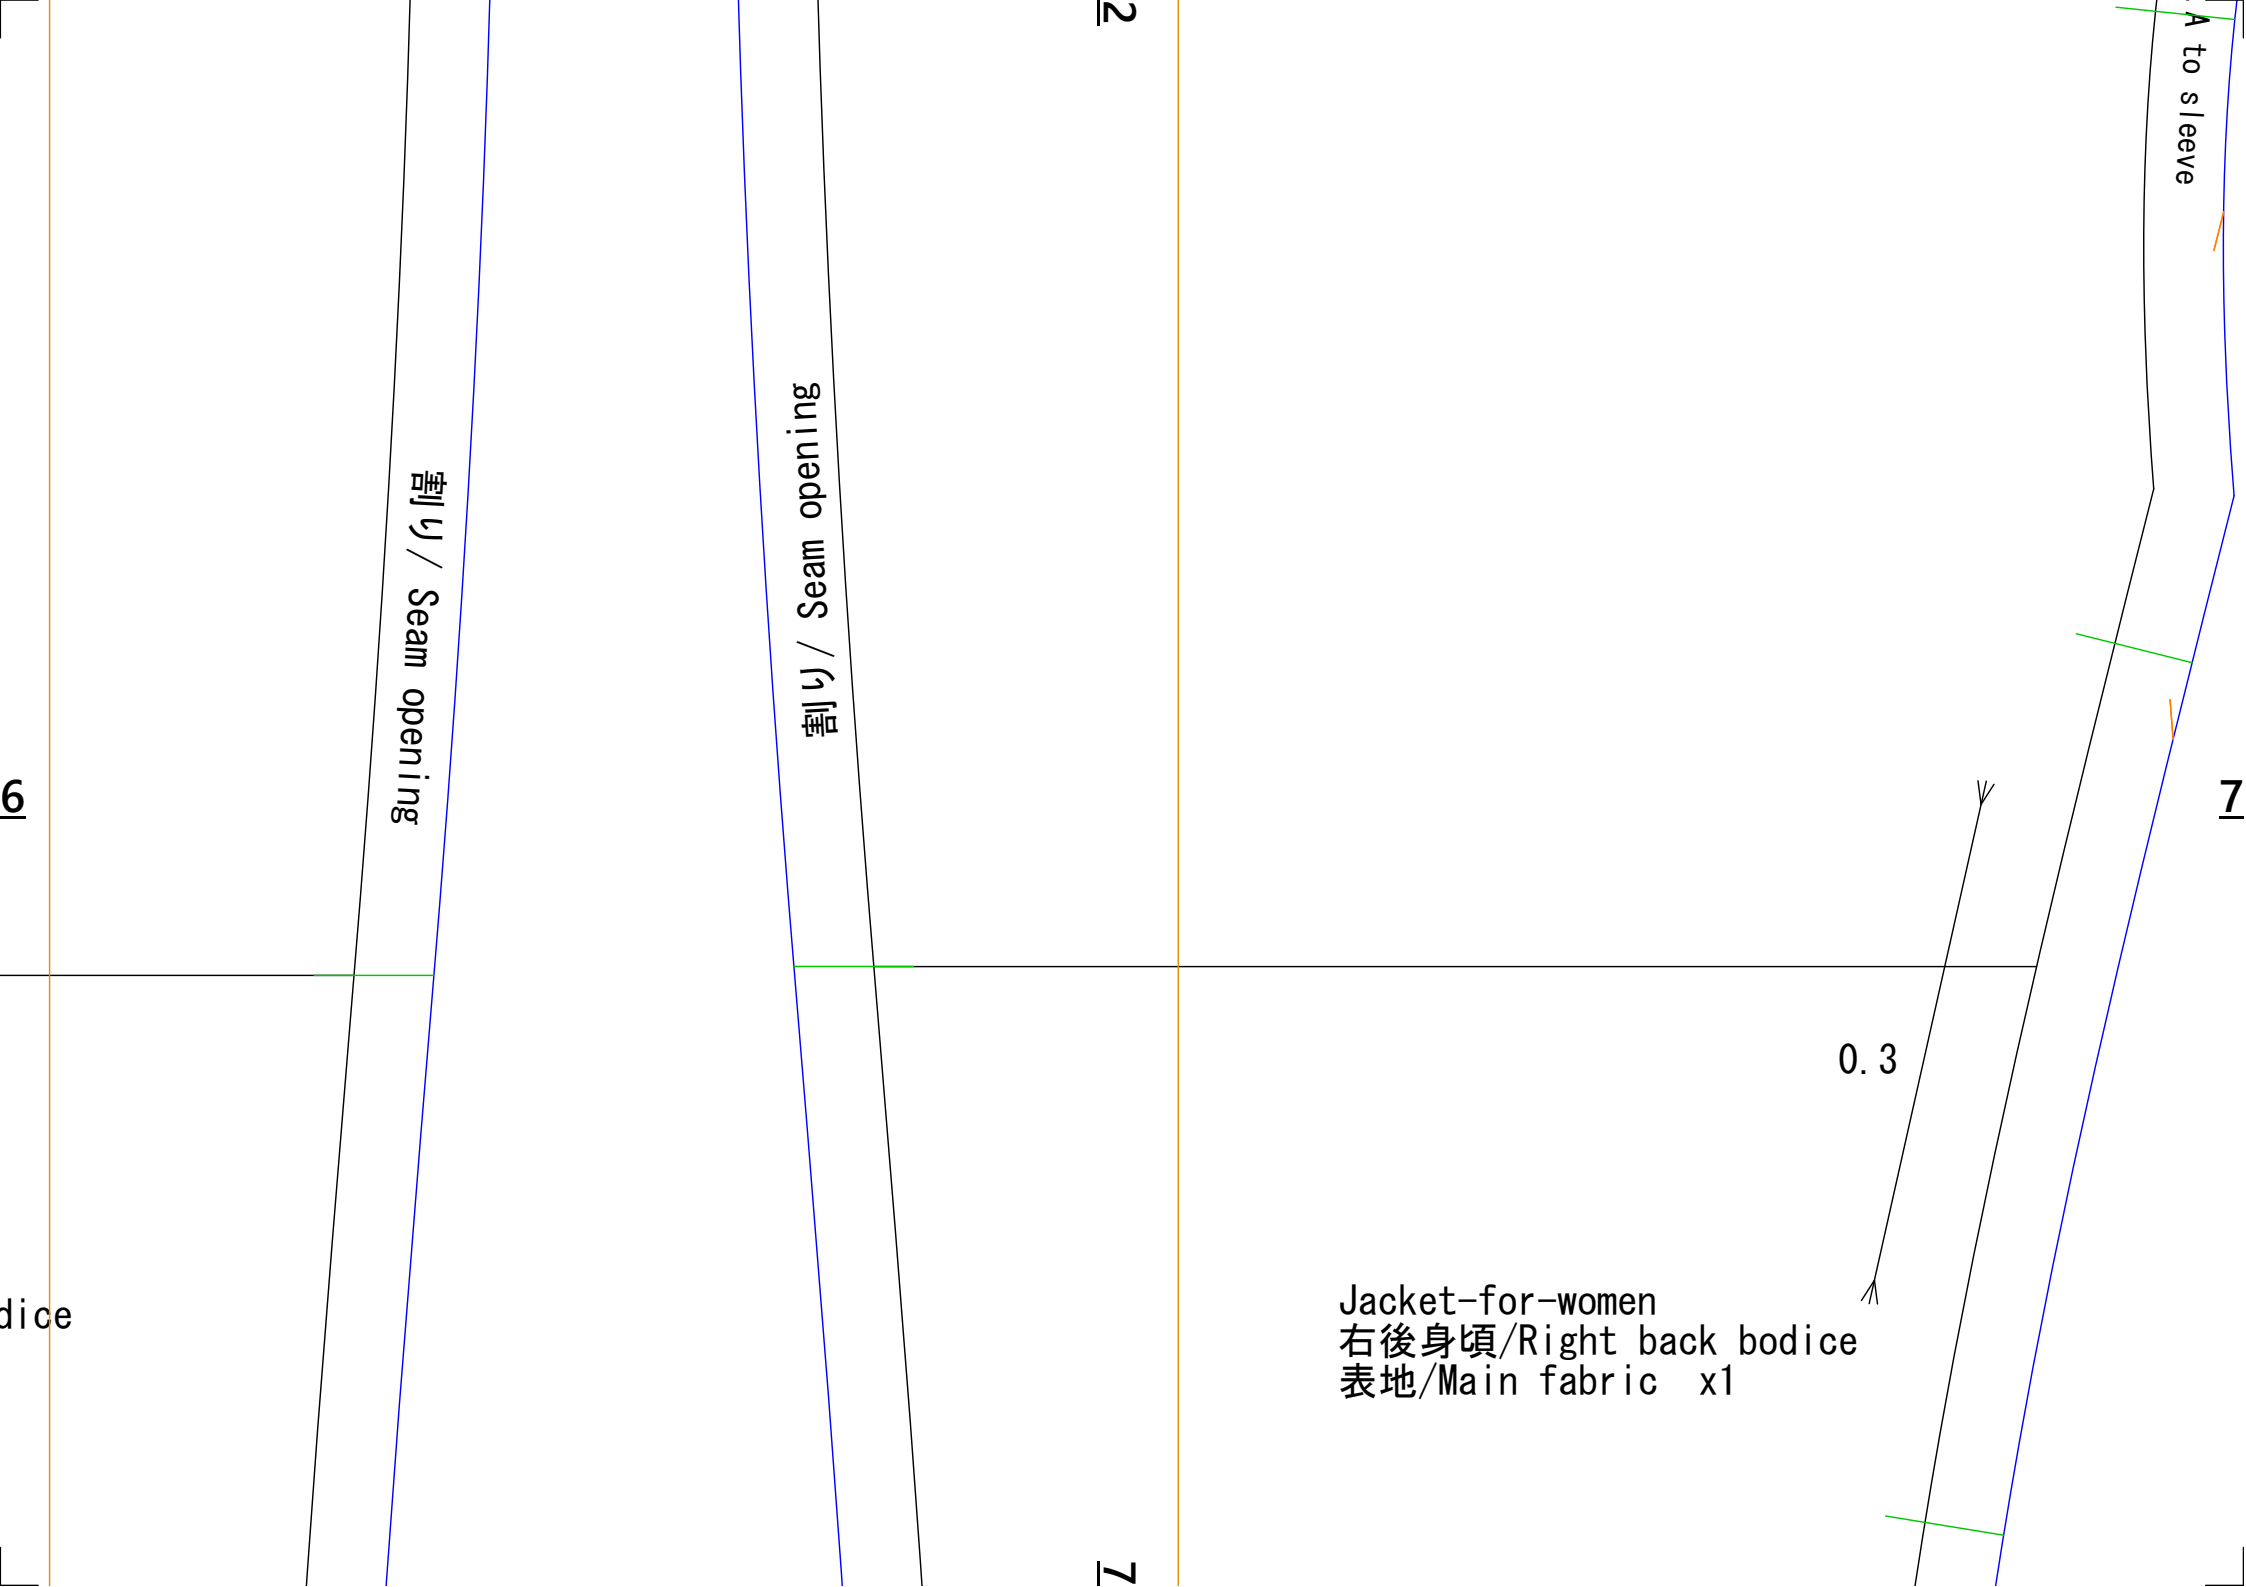 2
A to sleeve
割り/ Seam opening
割り/ Seam opening
6
7
0.3
dice
Jacket-for-women
右後身頃/Right back bodice
表地/Main fabric x1
7